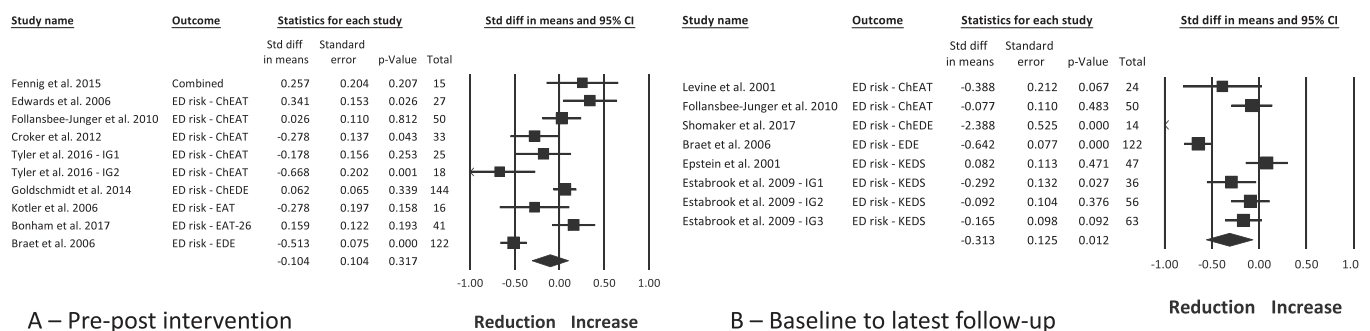 Study name Outcome Statistics for each study Std diff in means and 95% CI
Std diff in means Standard error p-Value Total
Fennig et al. 2015 Combined 0.257 0.204 0.207 15
Edwards et al. 2006 ED risk - ChEAT 0.341 0.153 0.026 27
Follansbee-Junger et al. 2010 ED risk - ChEAT 0.026 0.110 0.812 50
Croker et al. 2012 ED risk - ChEAT -0.278 0.137 0.043 33
Tyler et al. 2016 - IG1 ED risk - ChEAT -0.178 0.156 0.253 25
Tyler et al. 2016 - IG2 ED risk - ChEAT -0.668 0.202 0.001 18
Goldschmidt et al. 2014 ED risk - ChEDE 0.062 0.065 0.339 144
Kotler et al. 2006 ED risk - EAT -0.278 0.197 0.158 16
Bonham et al. 2017 ED risk - EAT-26 0.159 0.122 0.193 41
Braet et al. 2006 ED risk - EDE -0.513 0.075 0.000 122
-0.104 0.104 0.317
-1.00 -0.50 0.00 0.50 1.00
Reduction Increase
A – Pre-post intervention
Study name Outcome Statistics for each study Std diff in means and 95% CI
Std diff in means Standard error p-Value Total
Levine et al. 2001 ED risk - ChEAT -0.388 0.212 0.067 24
Follansbee-Junger et al. 2010 ED risk - ChEAT -0.077 0.110 0.483 50
Shomaker et al. 2017 ED risk - ChEDE -2.388 0.525 0.000 14
Braet et al. 2006 ED risk - EDE -0.642 0.077 0.000 122
Epstein et al. 2001 ED risk - KEDS 0.082 0.113 0.471 47
Estabrook et al. 2009 - IG1 ED risk - KEDS -0.292 0.132 0.027 36
Estabrook et al. 2009 - IG2 ED risk - KEDS -0.092 0.104 0.376 56
Estabrook et al. 2009 - IG3 ED risk - KEDS -0.165 0.098 0.092 63
-0.313 0.125 0.012
-1.00 -0.50 0.00 0.50 1.00
Reduction Increase
B – Baseline to latest follow-up